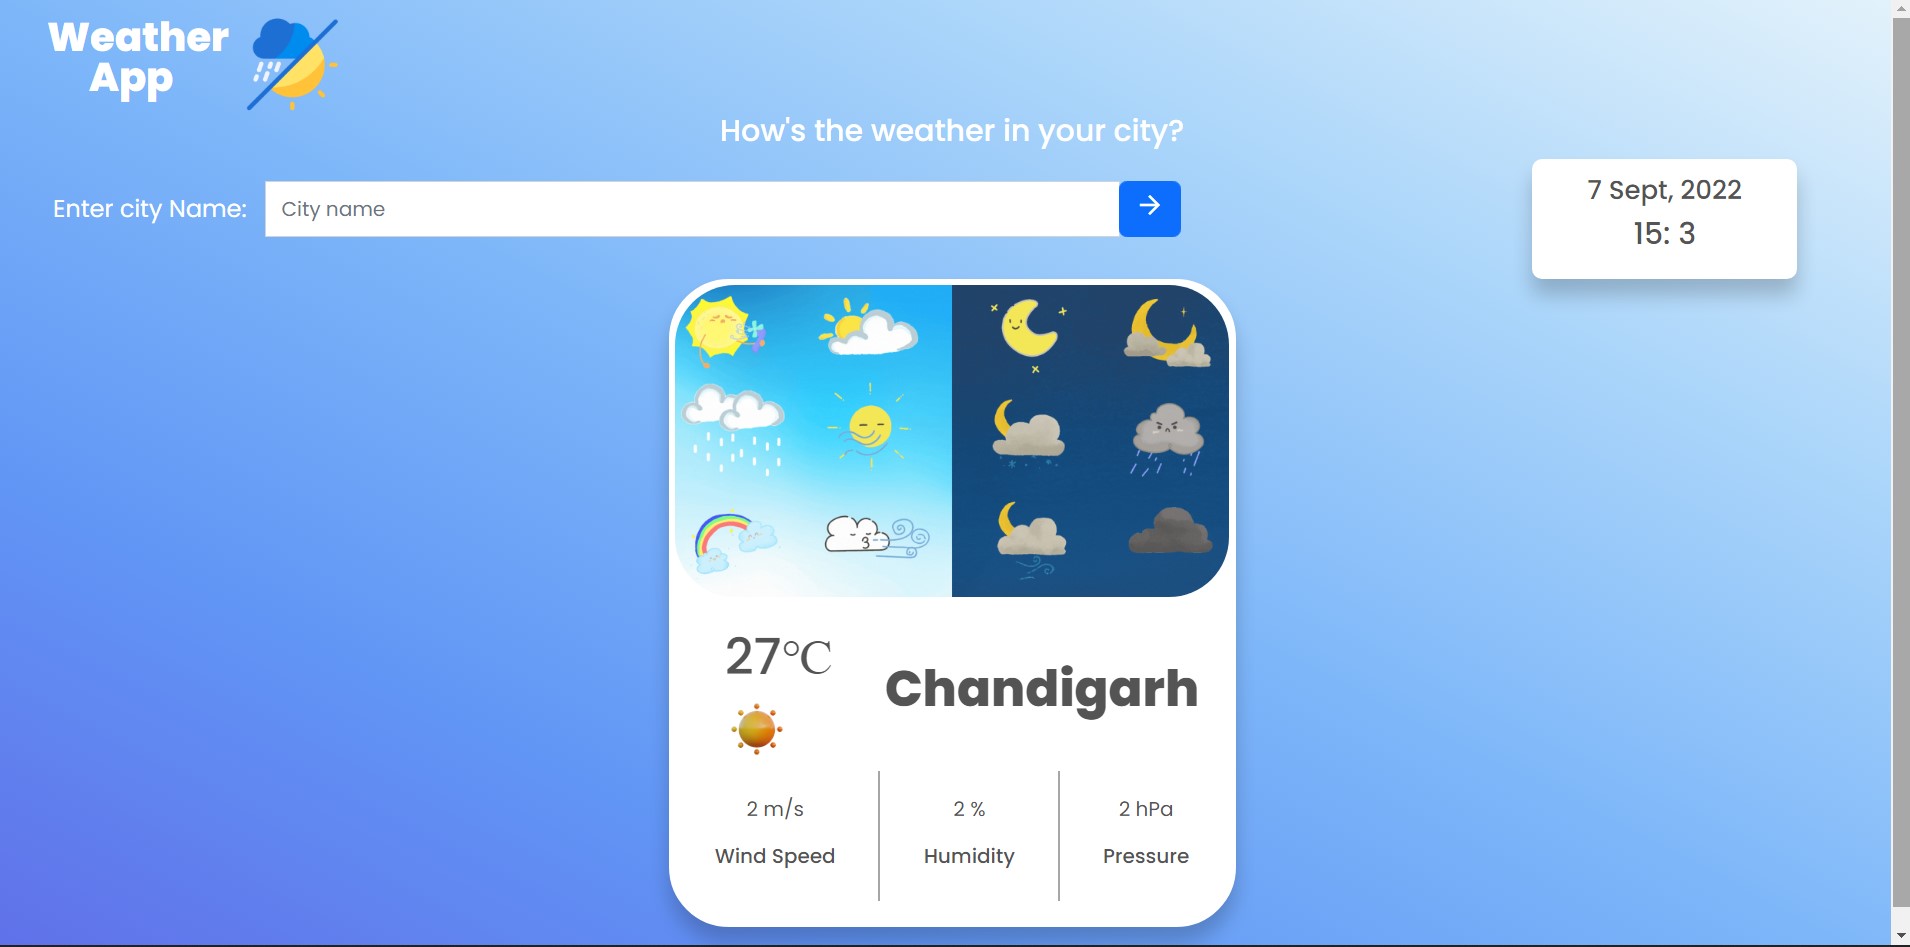 Weather
App
How's the weather in your city?
Enter city Name:
City name
7 Sept, 2022
15: 3
27℃
Chandigarh
2 m/s
2 %
2 hPa
Wind Speed
Humidity
Pressure